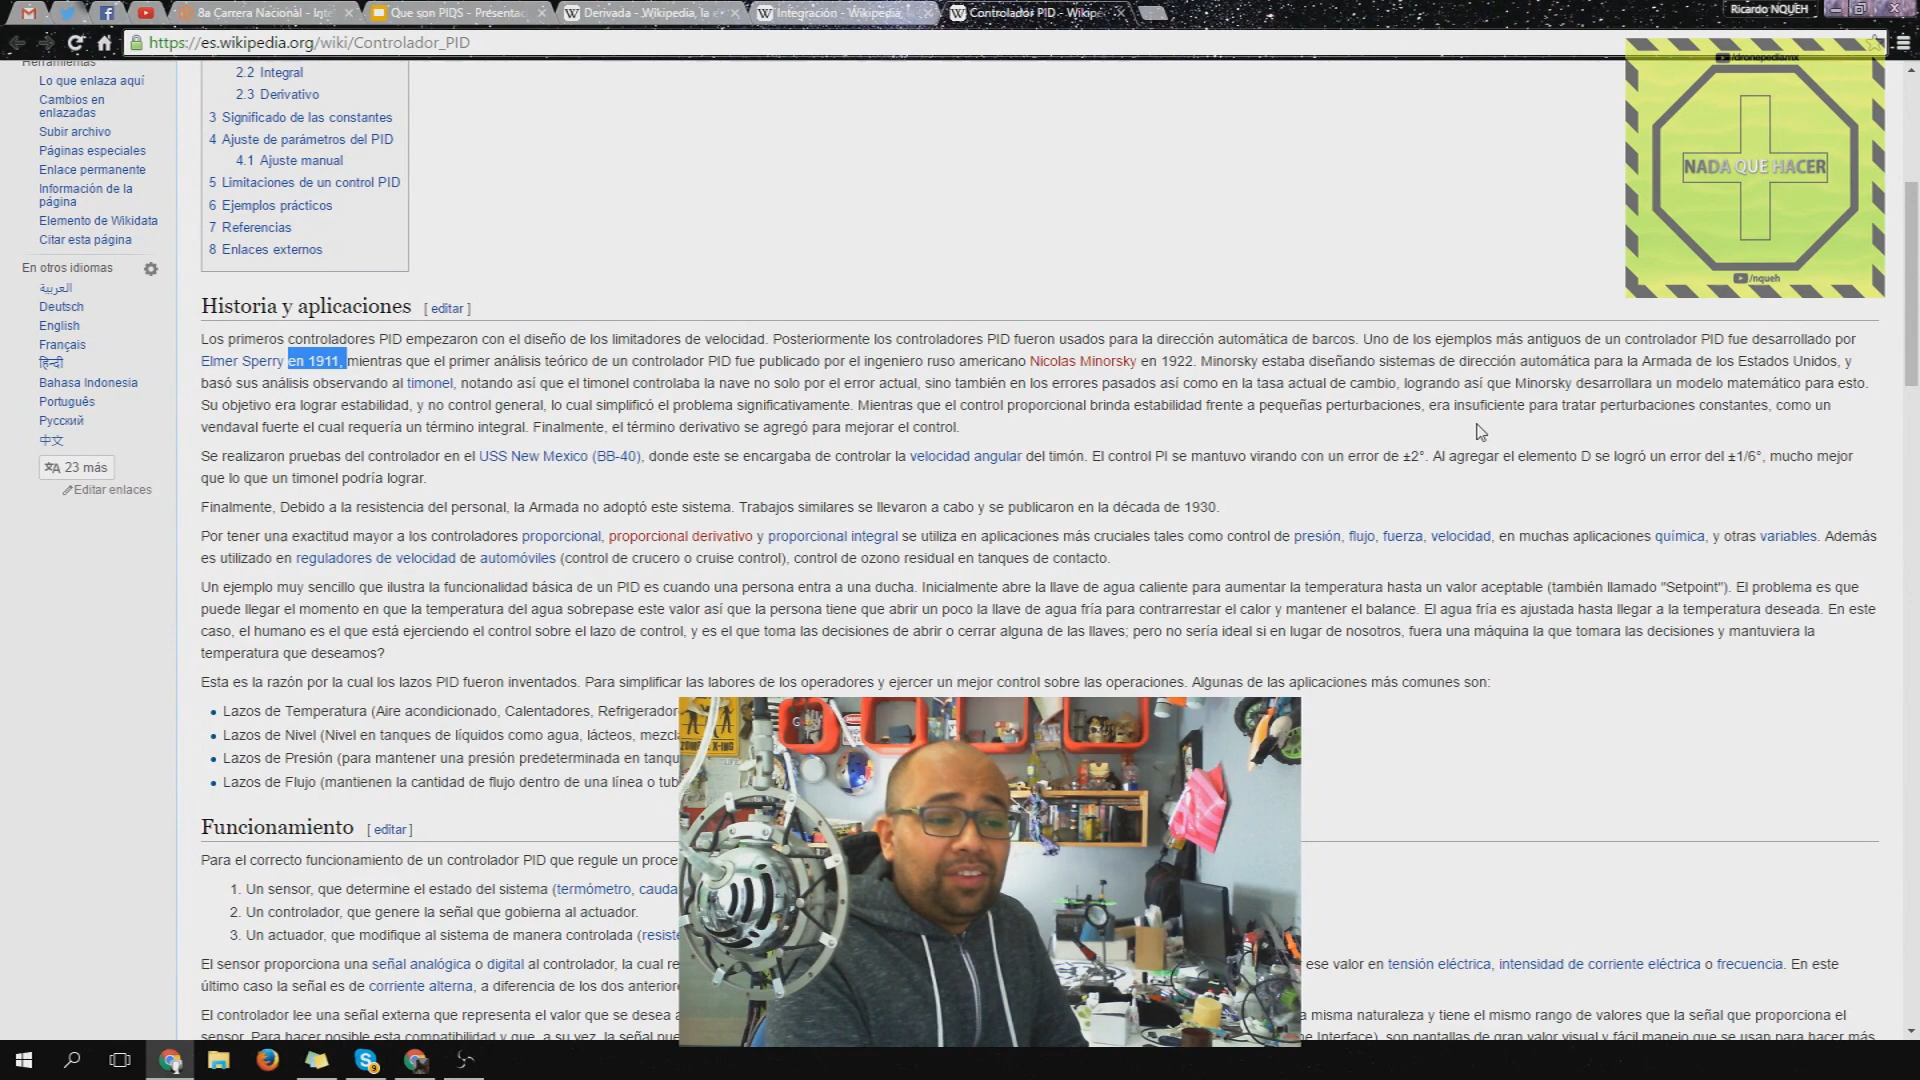 8a Carrera Nacional - Inte
Que son PIDS - Presentac
Derivada - Wikipedia, la e
Integración - Wikipedia
Controlador PID - Wikipe
Ricardo NQUEH
https://es.wikipedia.org/wiki/Controlador_PID
Herramientas
Lo que enlaza aquí
Cambios en
enlazadas
Subir archivo
Páginas especiales
Enlace permanente
Información de la
página
Elemento de Wikidata
Citar esta página
En otros idiomas
العربية
Deutsch
English
Français
हिन्दी
Bahasa Indonesia
Português
Русский
中文
23 más
Editar enlaces
2.2 Integral
2.3 Derivativo
3 Significado de las constantes
4 Ajuste de parámetros del PID
4.1 Ajuste manual
5 Limitaciones de un control PID
6 Ejemplos prácticos
7 Referencias
8 Enlaces externos
/dronepediamx
NADA QUE HACER
/nqueh
Historia y aplicaciones [ editar ]
Los primeros controladores PID empezaron con el diseño de los limitadores de velocidad. Posteriormente los controladores PID fueron usados para la dirección automática de barcos. Uno de los ejemplos más antiguos de un controlador PID fue desarrollado por
Elmer Sperry en 1911, mientras que el primer análisis teórico de un controlador PID fue publicado por el ingeniero ruso americano Nicolas Minorsky en 1922. Minorsky estaba diseñando sistemas de dirección automática para la Armada de los Estados Unidos, y
basó sus análisis observando al timonel, notando así que el timonel controlaba la nave no solo por el error actual, sino también en los errores pasados así como en la tasa actual de cambio, logrando así que Minorsky desarrollara un modelo matemático para esto.
Su objetivo era lograr estabilidad, y no control general, lo cual simplificó el problema significativamente. Mientras que el control proporcional brinda estabilidad frente a pequeñas perturbaciones, era insuficiente para tratar perturbaciones constantes, como un
vendaval fuerte el cual requería un término integral. Finalmente, el término derivativo se agregó para mejorar el control.
Se realizaron pruebas del controlador en el USS New Mexico (BB-40), donde este se encargaba de controlar la velocidad angular del timón. El control PI se mantuvo virando con un error de ±2°. Al agregar el elemento D se logró un error del ±1/6°, mucho mejor
que lo que un timonel podría lograr.
Finalmente, Debido a la resistencia del personal, la Armada no adoptó este sistema. Trabajos similares se llevaron a cabo y se publicaron en la década de 1930.
Por tener una exactitud mayor a los controladores proporcional, proporcional derivativo y proporcional integral se utiliza en aplicaciones más cruciales tales como control de presión, flujo, fuerza, velocidad, en muchas aplicaciones química, y otras variables. Además
es utilizado en reguladores de velocidad de automóviles (control de crucero o cruise control), control de ozono residual en tanques de contacto.
Un ejemplo muy sencillo que ilustra la funcionalidad básica de un PID es cuando una persona entra a una ducha. Inicialmente abre la llave de agua caliente para aumentar la temperatura hasta un valor aceptable (también llamado "Setpoint"). El problema es que
puede llegar el momento en que la temperatura del agua sobrepase este valor así que la persona tiene que abrir un poco la llave de agua fría para contrarrestar el calor y mantener el balance. El agua fría es ajustada hasta llegar a la temperatura deseada. En este
caso, el humano es el que está ejerciendo el control sobre el lazo de control, y es el que toma las decisiones de abrir o cerrar alguna de las llaves; pero no sería ideal si en lugar de nosotros, fuera una máquina la que tomara las decisiones y mantuviera la
temperatura que deseamos?
Esta es la razón por la cual los lazos PID fueron inventados. Para simplificar las labores de los operadores y ejercer un mejor control sobre las operaciones. Algunas de las aplicaciones más comunes son:
Lazos de Temperatura (Aire acondicionado, Calentadores, Refrigerador
Lazos de Nivel (Nivel en tanques de líquidos como agua, lácteos, mezcla
Lazos de Presión (para mantener una presión predeterminada en tanqu
Lazos de Flujo (mantienen la cantidad de flujo dentro de una línea o tub
Funcionamiento [ editar ]
Para el correcto funcionamiento de un controlador PID que regule un proce
1. Un sensor, que determine el estado del sistema (termómetro, cauda
2. Un controlador, que genere la señal que gobierna al actuador.
3. Un actuador, que modifique al sistema de manera controlada (resiste
El sensor proporciona una señal analógica o digital al controlador, la cual re
ese valor en tensión eléctrica, intensidad de corriente eléctrica o frecuencia. En este
último caso la señal es de corriente alterna, a diferencia de los dos anterior
El controlador lee una señal externa que representa el valor que se desea a
a misma naturaleza y tiene el mismo rango de valores que la señal que proporciona el
sensor. Para hacer posible esta compatibilidad y que, a su vez, la señal pue
ne Interface), son pantallas de gran valor visual y fácil manejo que se usan para hacer más